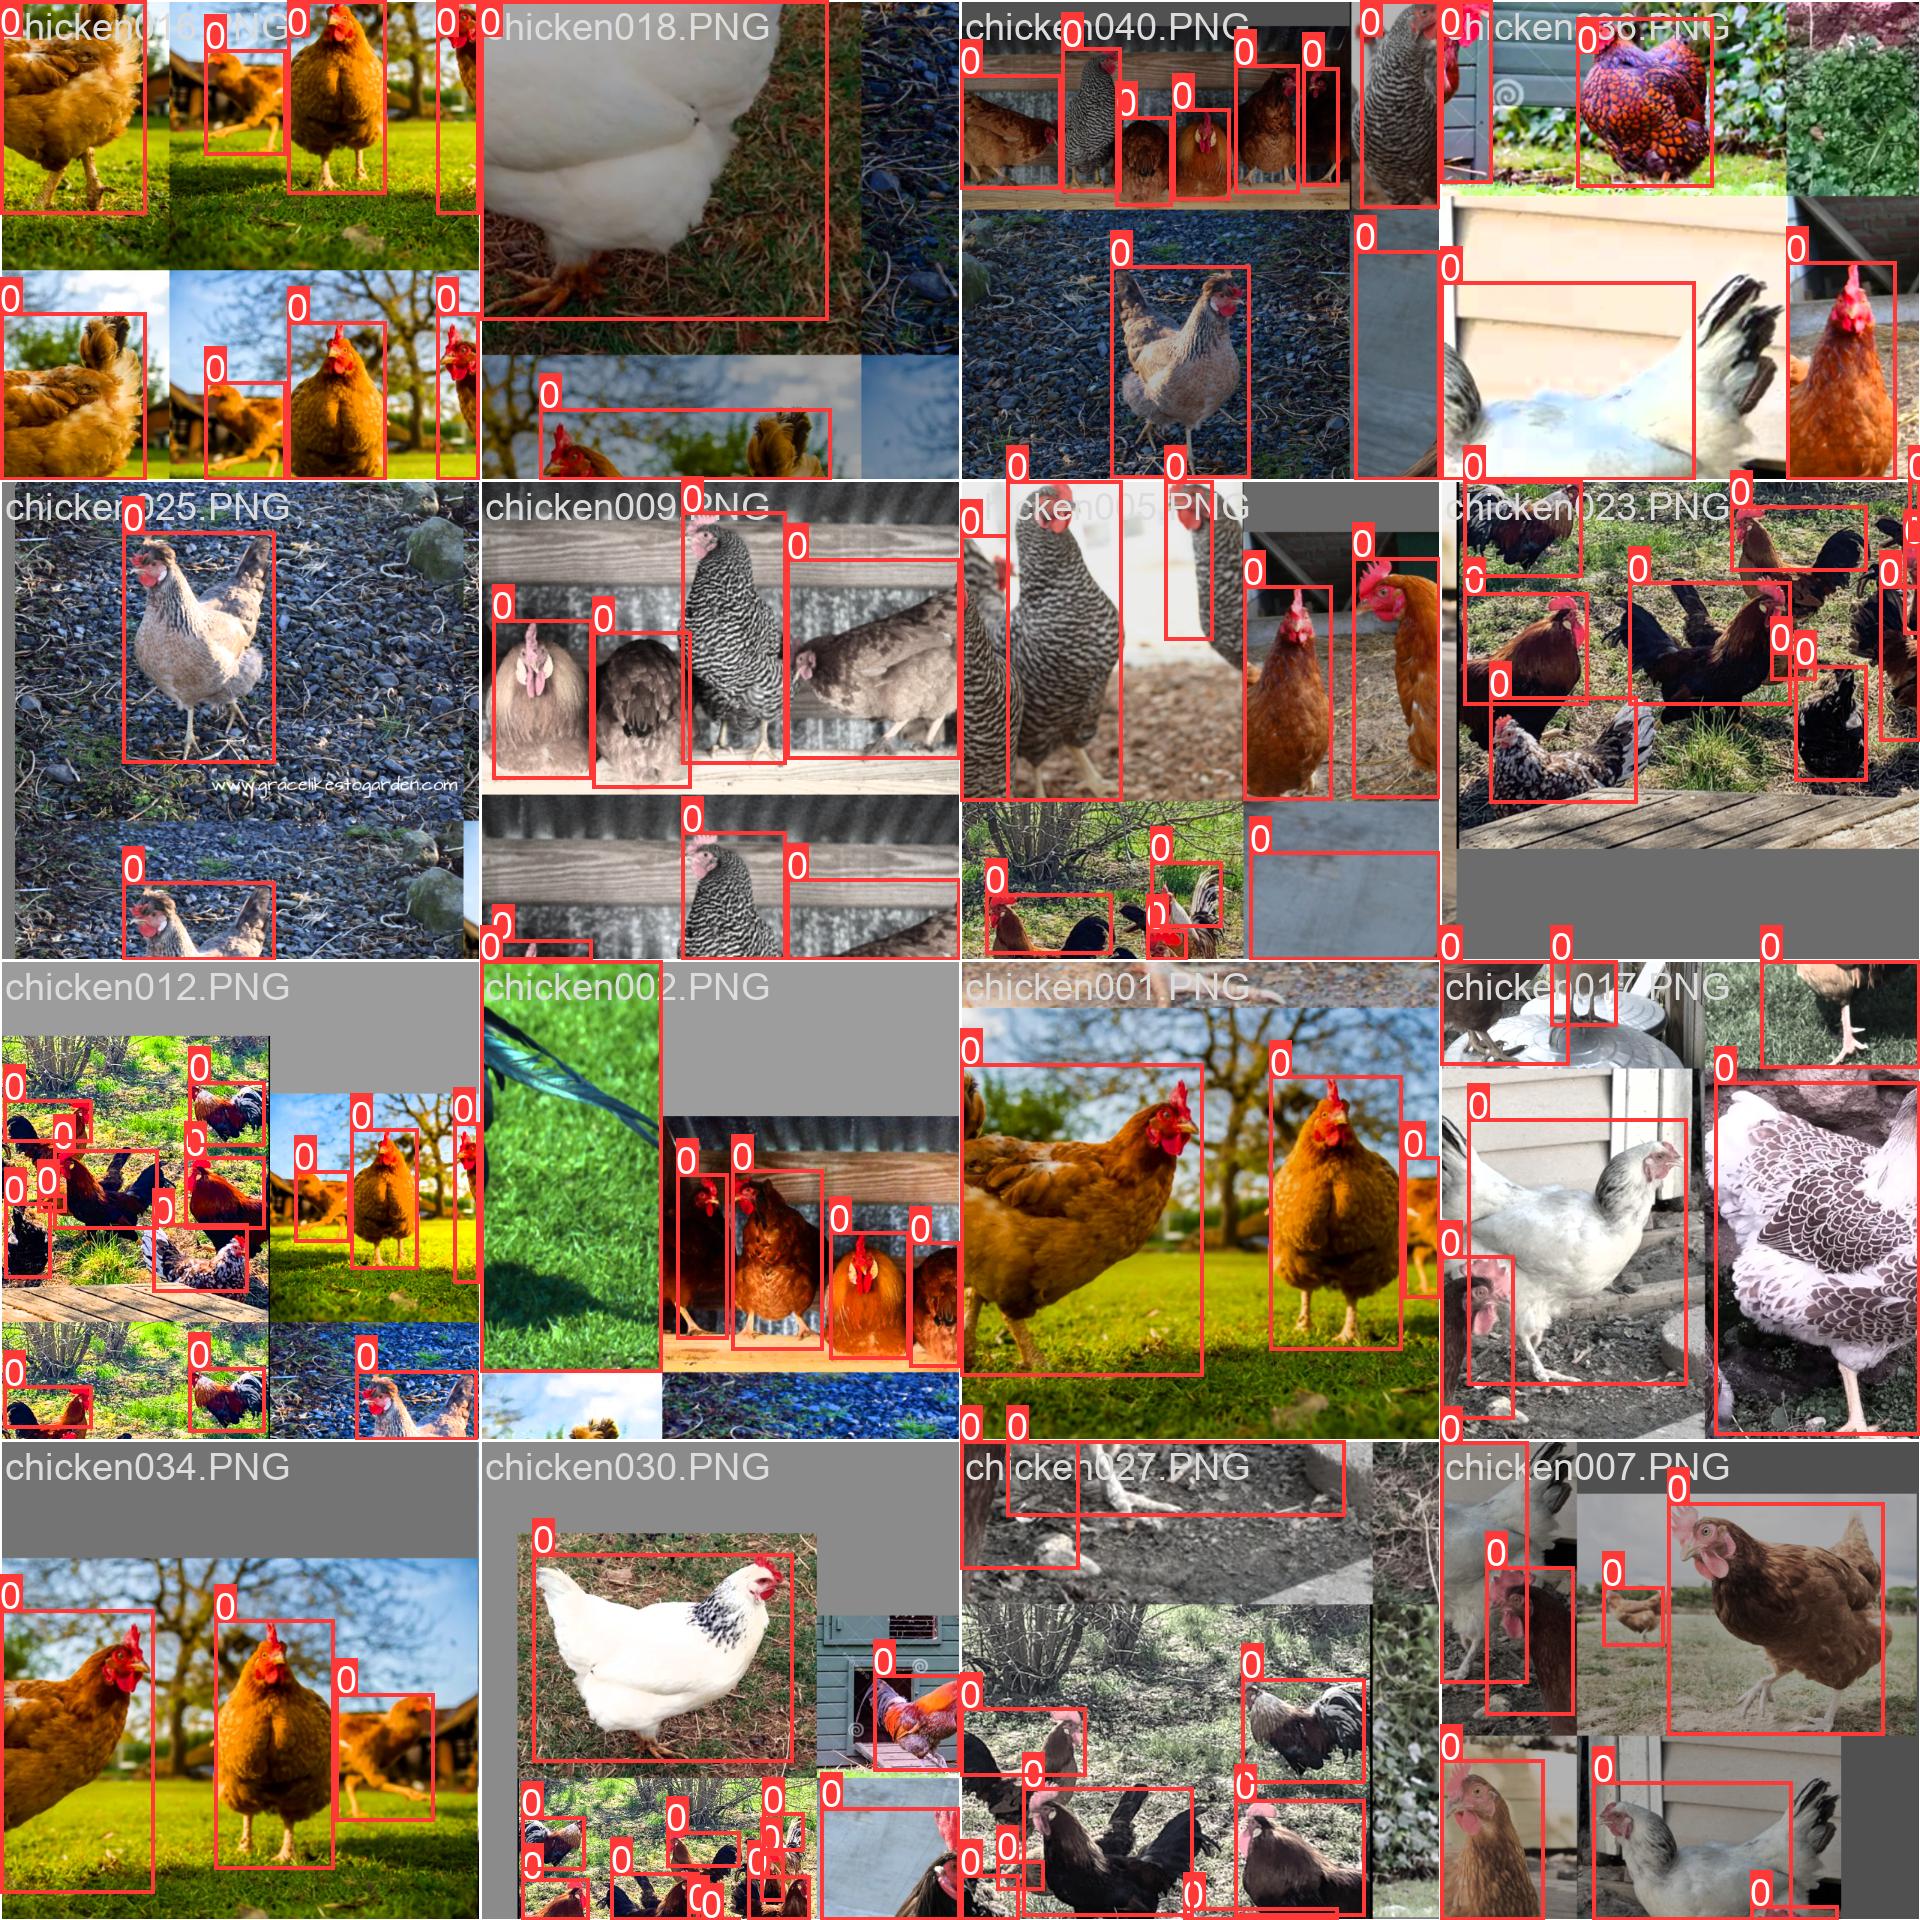 chicken016.PNG
chicken018.PNG
chicken040.PNG
chicken036.PNG
chicken025.PNG
chicken009.PNG
chicken005.PNG
chicken023.PNG
www.gracelikestogarden.com
chicken012.PNG
chicken002.PNG
chicken001.PNG
chicken017.PNG
chicken034.PNG
chicken030.PNG
chicken027.PNG
chicken007.PNG